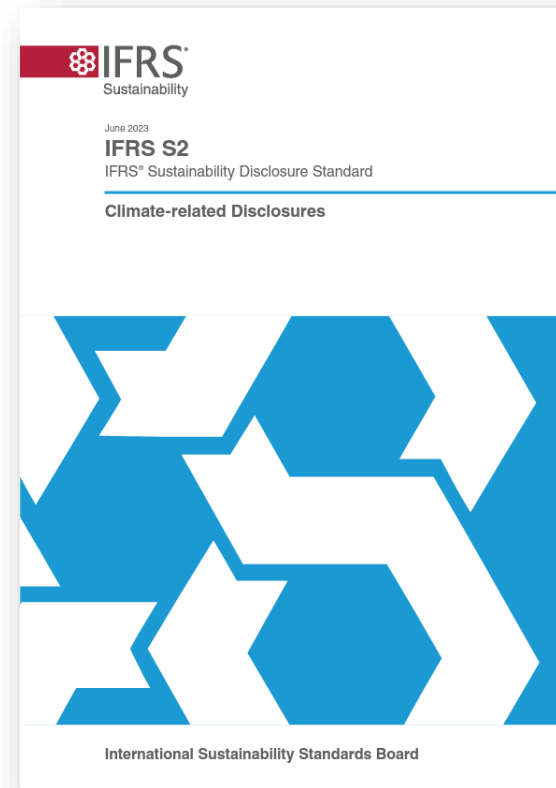 IFRS®
Sustainability
June 2023
IFRS S2
IFRS® Sustainability Disclosure Standard
Climate-related Disclosures
International Sustainability Standards Board